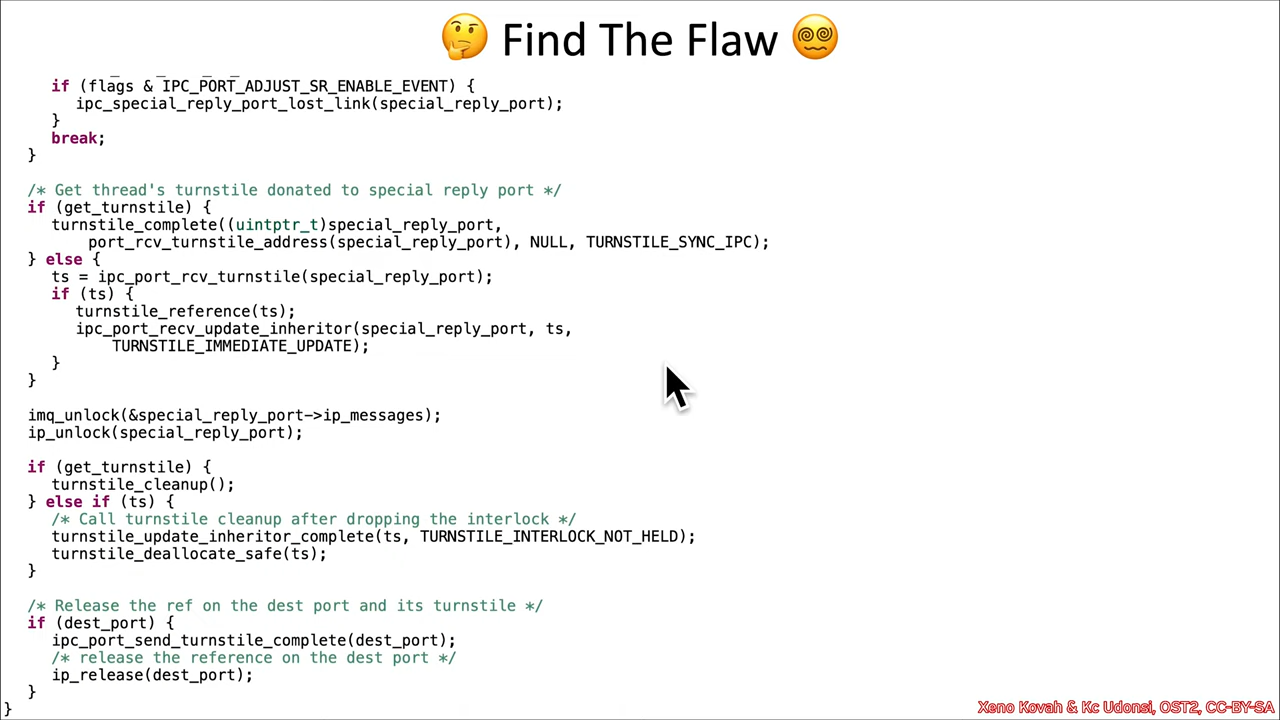 🤔 Find The Flaw 😵‍💫
if (flags & IPC_PORT_ADJUST_SR_ENABLE_EVENT) {
ipc_special_reply_port_lost_link(special_reply_port);
}
break;
}
/* Get thread's turnstile donated to special reply port */
if (get_turnstile) {
turnstile_complete((uintptr_t)special_reply_port,
port_rcv_turnstile_address(special_reply_port), NULL, TURNSTILE_SYNC_IPC);
} else {
ts = ipc_port_rcv_turnstile(special_reply_port);
if (ts) {
turnstile_reference(ts);
ipc_port_recv_update_inheritor(special_reply_port, ts,
TURNSTILE_IMMEDIATE_UPDATE);
}
}
imq_unlock(&special_reply_port->ip_messages);
ip_unlock(special_reply_port);
if (get_turnstile) {
turnstile_cleanup();
} else if (ts) {
/* Call turnstile cleanup after dropping the interlock */
turnstile_update_inheritor_complete(ts, TURNSTILE_INTERLOCK_NOT_HELD);
turnstile_deallocate_safe(ts);
}
/* Release the ref on the dest port and its turnstile */
if (dest_port) {
ipc_port_send_turnstile_complete(dest_port);
/* release the reference on the dest port */
ip_release(dest_port);
}
}
Xeno Kovah & Kc Udonsi, OST2, CC-BY-SA